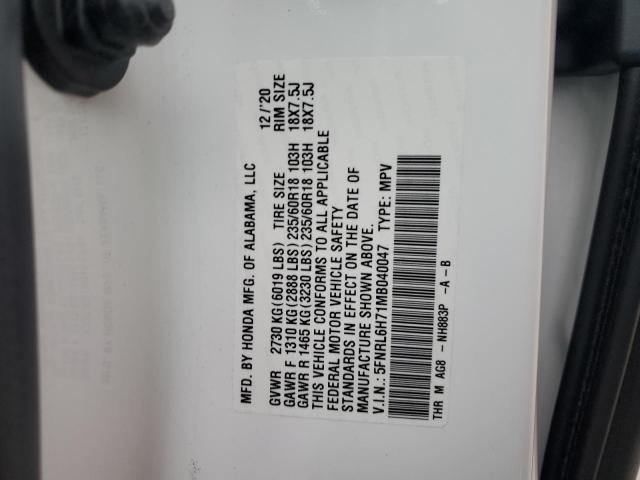 MFD. BY HONDA MFG. OF ALABAMA, LLC 12/'20
GVWR 2730 KG(6019 LBS) TIRE SIZE RIM SIZE
GAWR F 1310 KG(2888 LBS)235/60R18 103H 18X7.5J
GAWR R 1465 KG(3230 LBS)235/60R18 103H 18X7.5J
THIS VEHICLE CONFORMS TO ALL APPLICABLE
FEDERAL MOTOR VEHICLE SAFETY
STANDARDS IN EFFECT ON THE DATE OF
MANUFACTURE SHOWN ABOVE.
V.I.N.: 5FNRL6H71MB040047 TYPE: MPV
THR M AG8 - NH883P -A-B